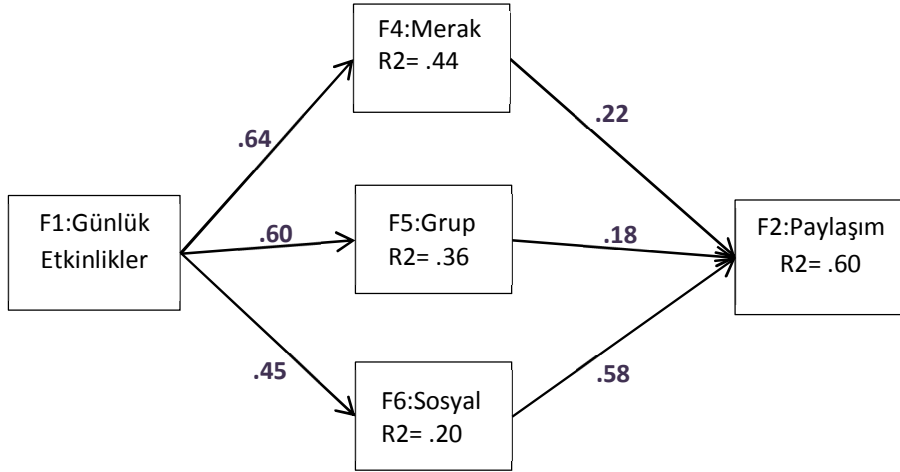 F4:Merak
R2= .44
.64
.22
F1:Günlük
Etkinlikler
.60
F5:Grup
R2= .36
.18
F2:Paylaşım
R2= .60
.45
F6:Sosyal
R2= .20
.58